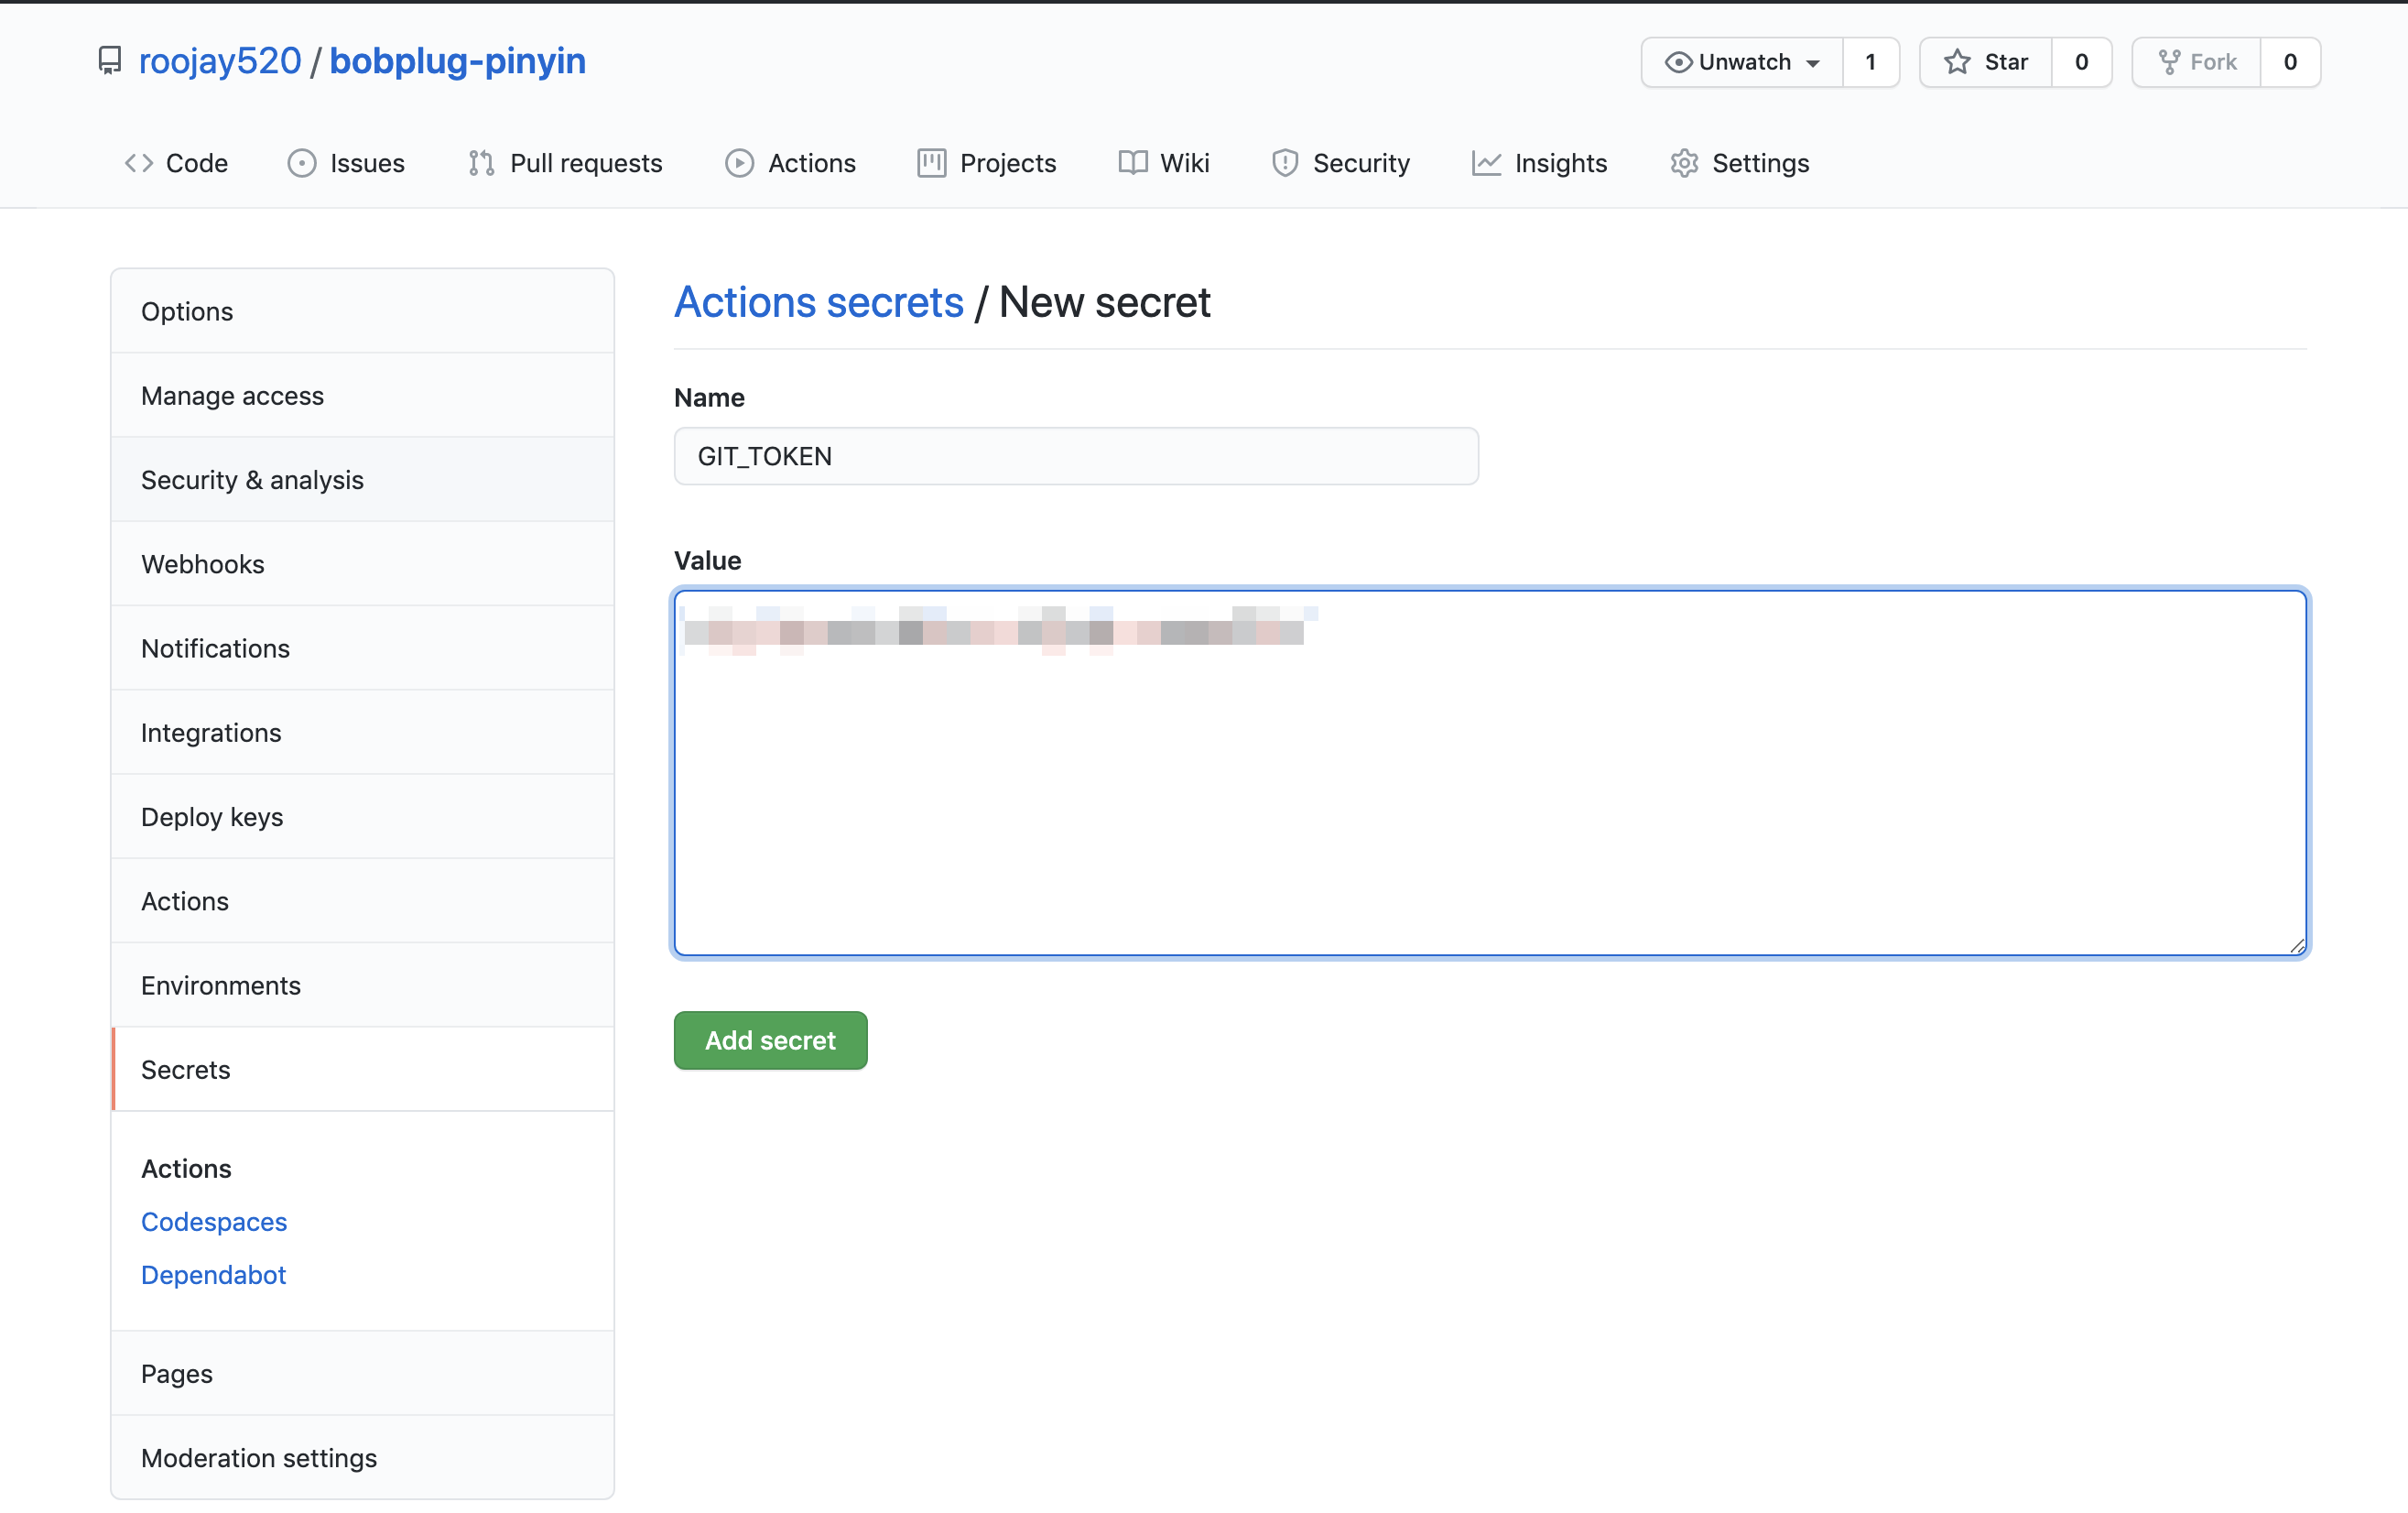 roojay520 / bobplug-pinyin
Unwatch 1 Star 0 Fork 0
Code Issues Pull requests Actions Projects Wiki Security Insights Settings
Options
Manage access
Security & analysis
Webhooks
Notifications
Integrations
Deploy keys
Actions
Environments
Secrets
Actions
Codespaces
Dependabot
Pages
Moderation settings
Actions secrets / New secret
Name
GIT_TOKEN
Value
Add secret